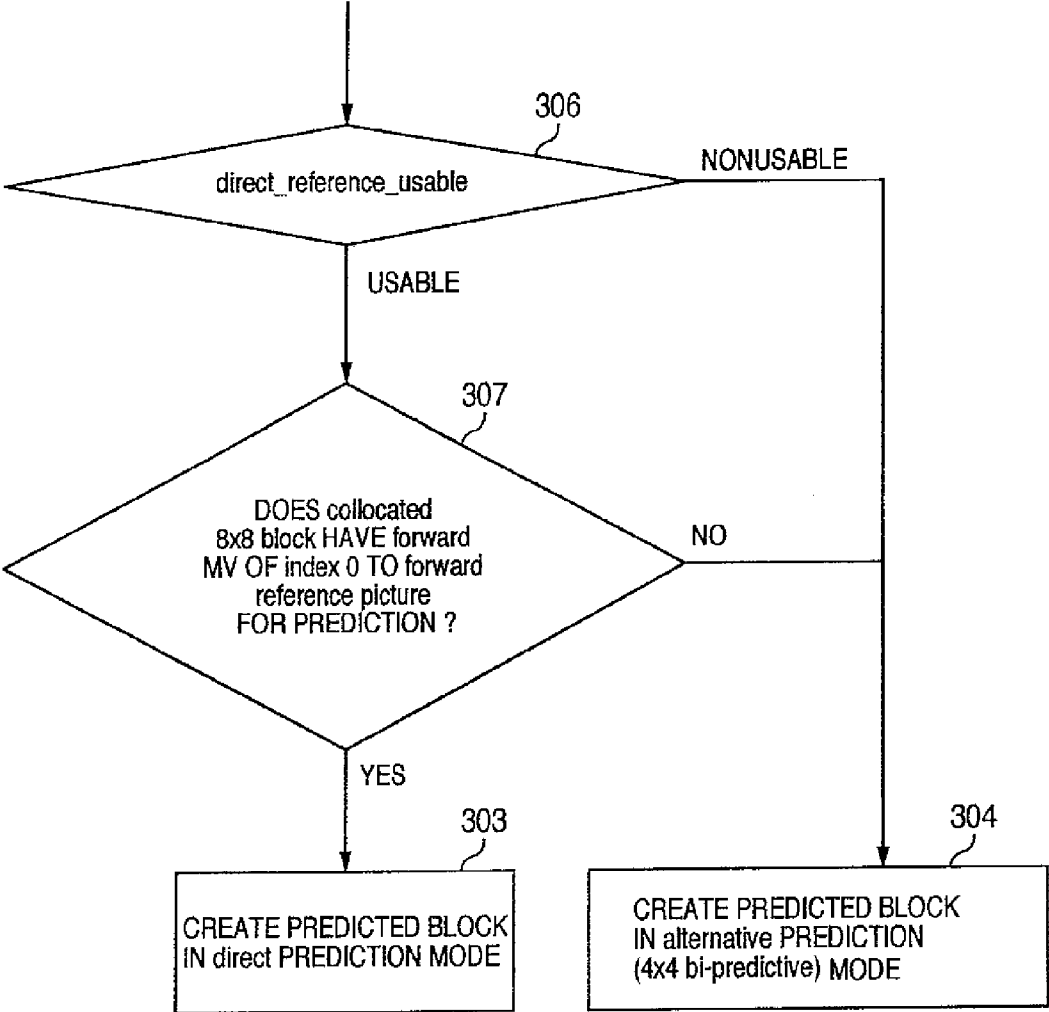 306
direct_reference_usable
NONUSABLE
USABLE
307
DOES collocated
8x8 block HAVE forward
MV OF index 0 TO forward
reference picture
FOR PREDICTION ?
NO
YES
303
CREATE PREDICTED BLOCK
IN direct PREDICTION MODE
304
CREATE PREDICTED BLOCK
IN alternative PREDICTION
(4x4 bi-predictive) MODE